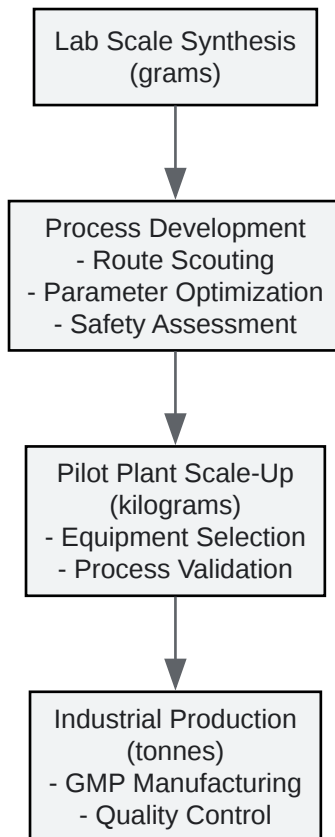 Lab Scale Synthesis
(grams)
Process Development
- Route Scouting
- Parameter Optimization
- Safety Assessment
Pilot Plant Scale-Up
(kilograms)
- Equipment Selection
- Process Validation
Industrial Production
(tonnes)
- GMP Manufacturing
- Quality Control